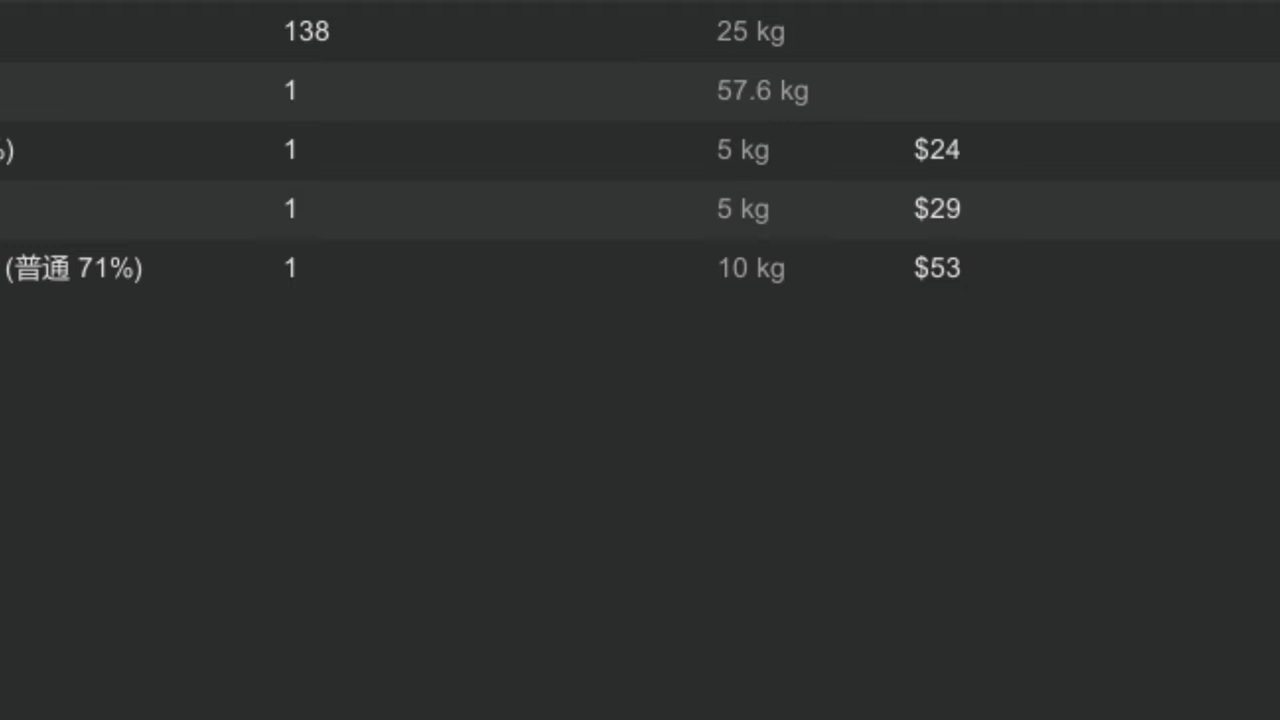 138 25 kg
1 57.6 kg
%) 1 5 kg $24
1 5 kg $29
(普通 71%) 1 10 kg $53